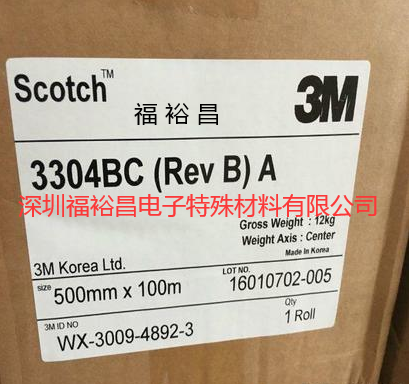 Scotch™
3M
福裕昌
3304BC (Rev B) A
深圳福裕昌电子特殊材料有限公司
Gross Weight : 12kg
Weight Axis : Center
Made in Korea
3M Korea Ltd.
size 500mm x 100m
LOT NO. 16010702-005
3M ID NO WX-3009-4892-3
Qty 1 Roll